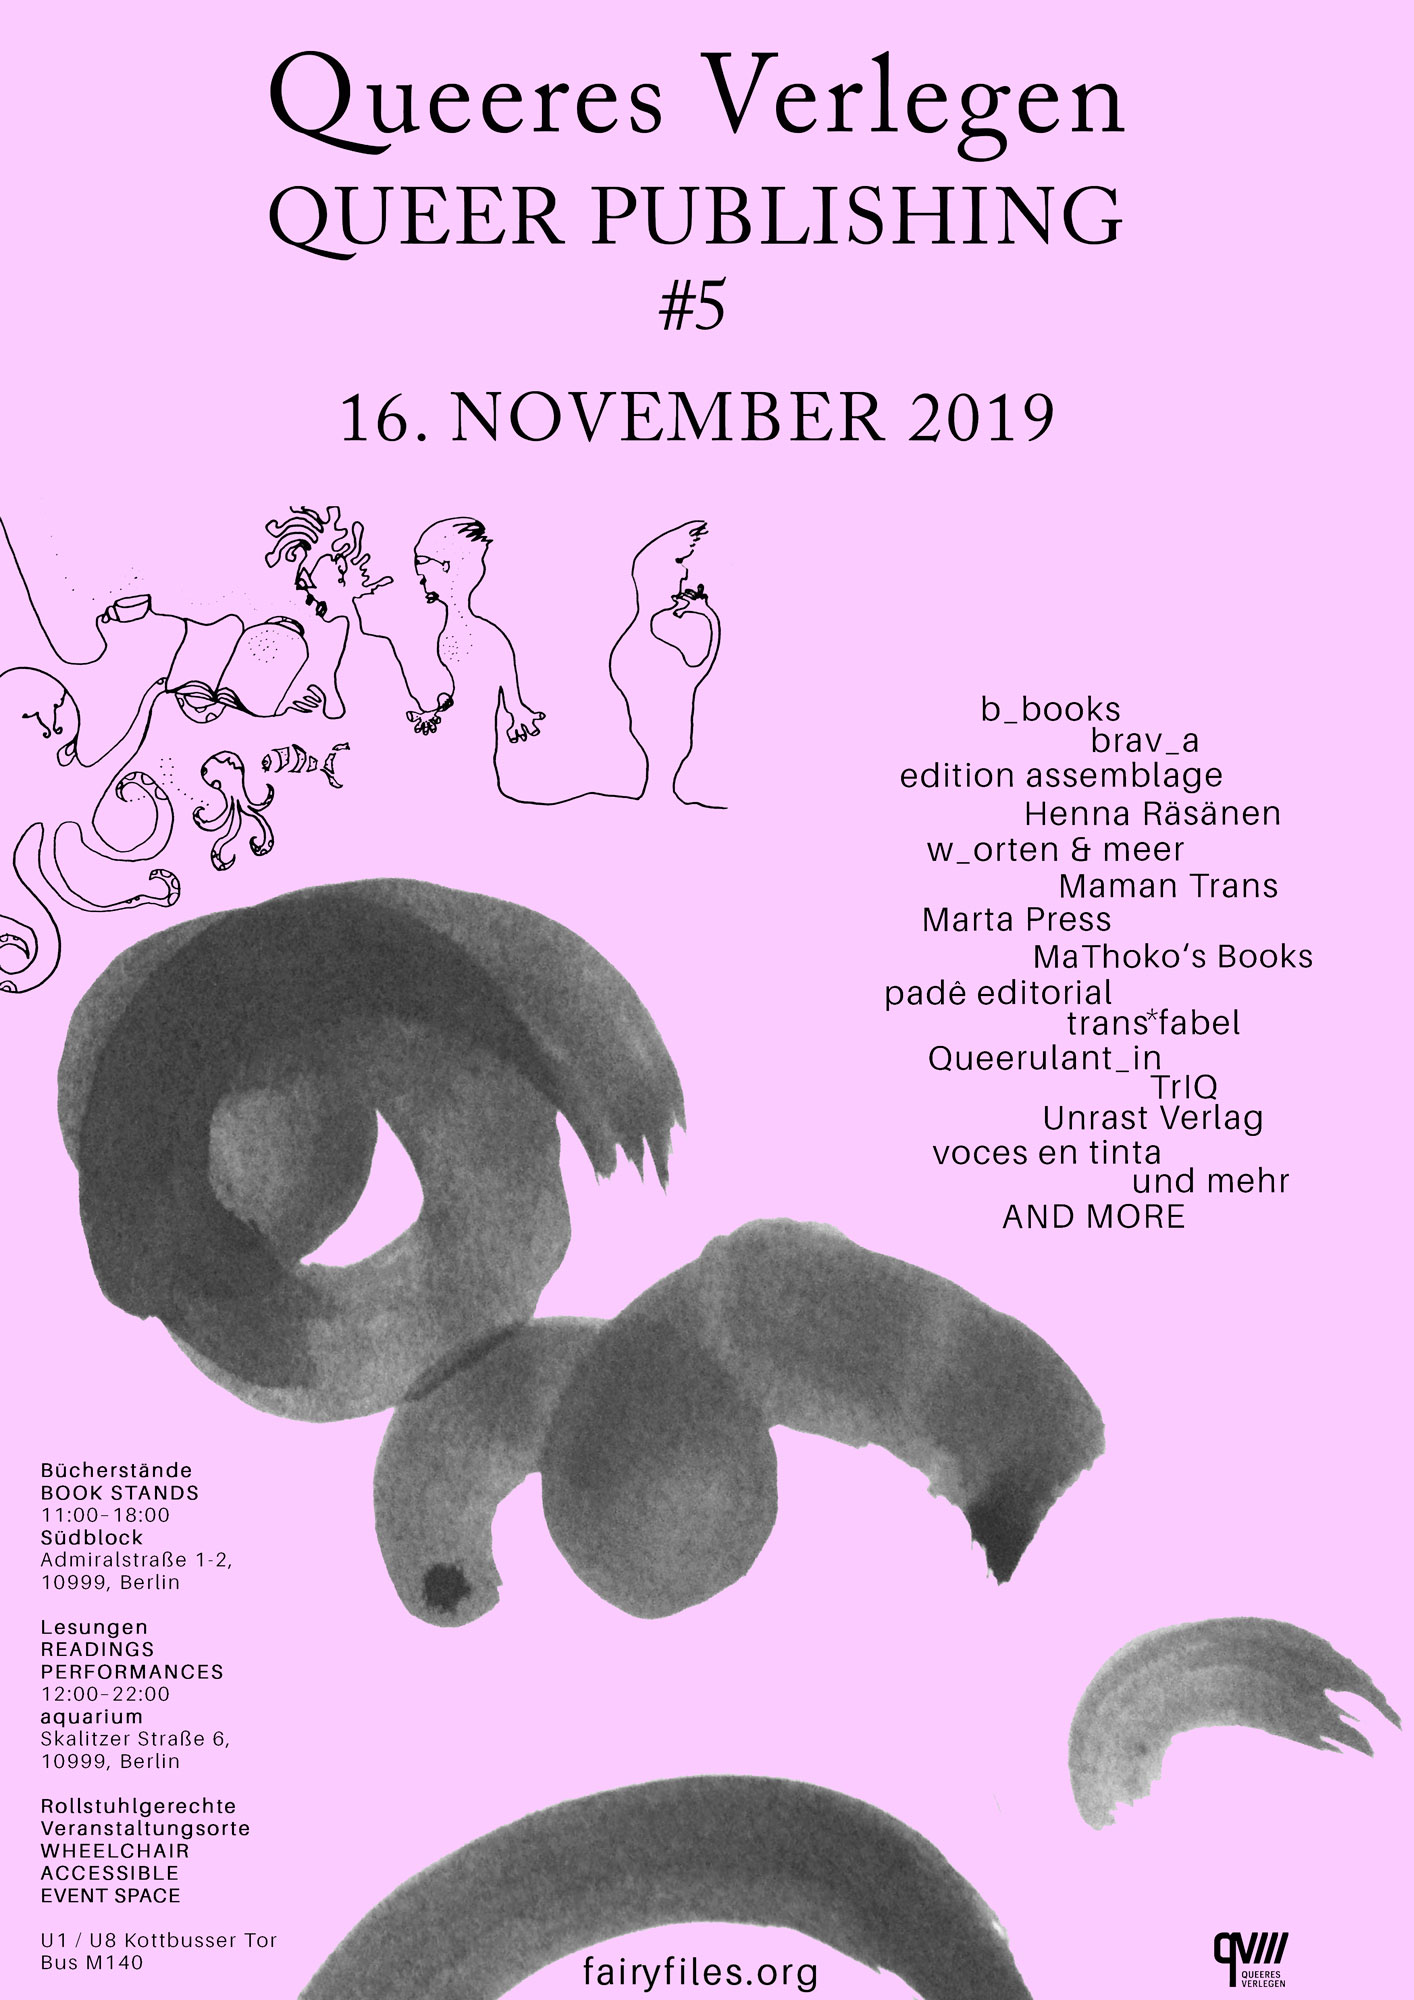 Queeres Verlegen
QUEER PUBLISHING
#5
16. NOVEMBER 2019
b_books
brav_a
edition assemblage
Henna Räsänen
w_orten & meer
Maman Trans
Marta Press
MaThoko‘s Books
padê editorial
trans*fabel
Queerulant_in
TrIQ
Unrast Verlag
voces en tinta
und mehr
AND MORE
Bücherstände
BOOK STANDS
11:00–18:00
Südblock
Admiralstraße 1-2,
10999, Berlin
Lesungen
READINGS
PERFORMANCES
12:00–22:00
aquarium
Skalitzer Straße 6,
10999, Berlin
Rollstuhlgerechte
Veranstaltungsorte
WHEELCHAIR
ACCESSIBLE
EVENT SPACE
U1 / U8 Kottbusser Tor
Bus M140
fairyfiles.org
QUEERES
VERLEGEN